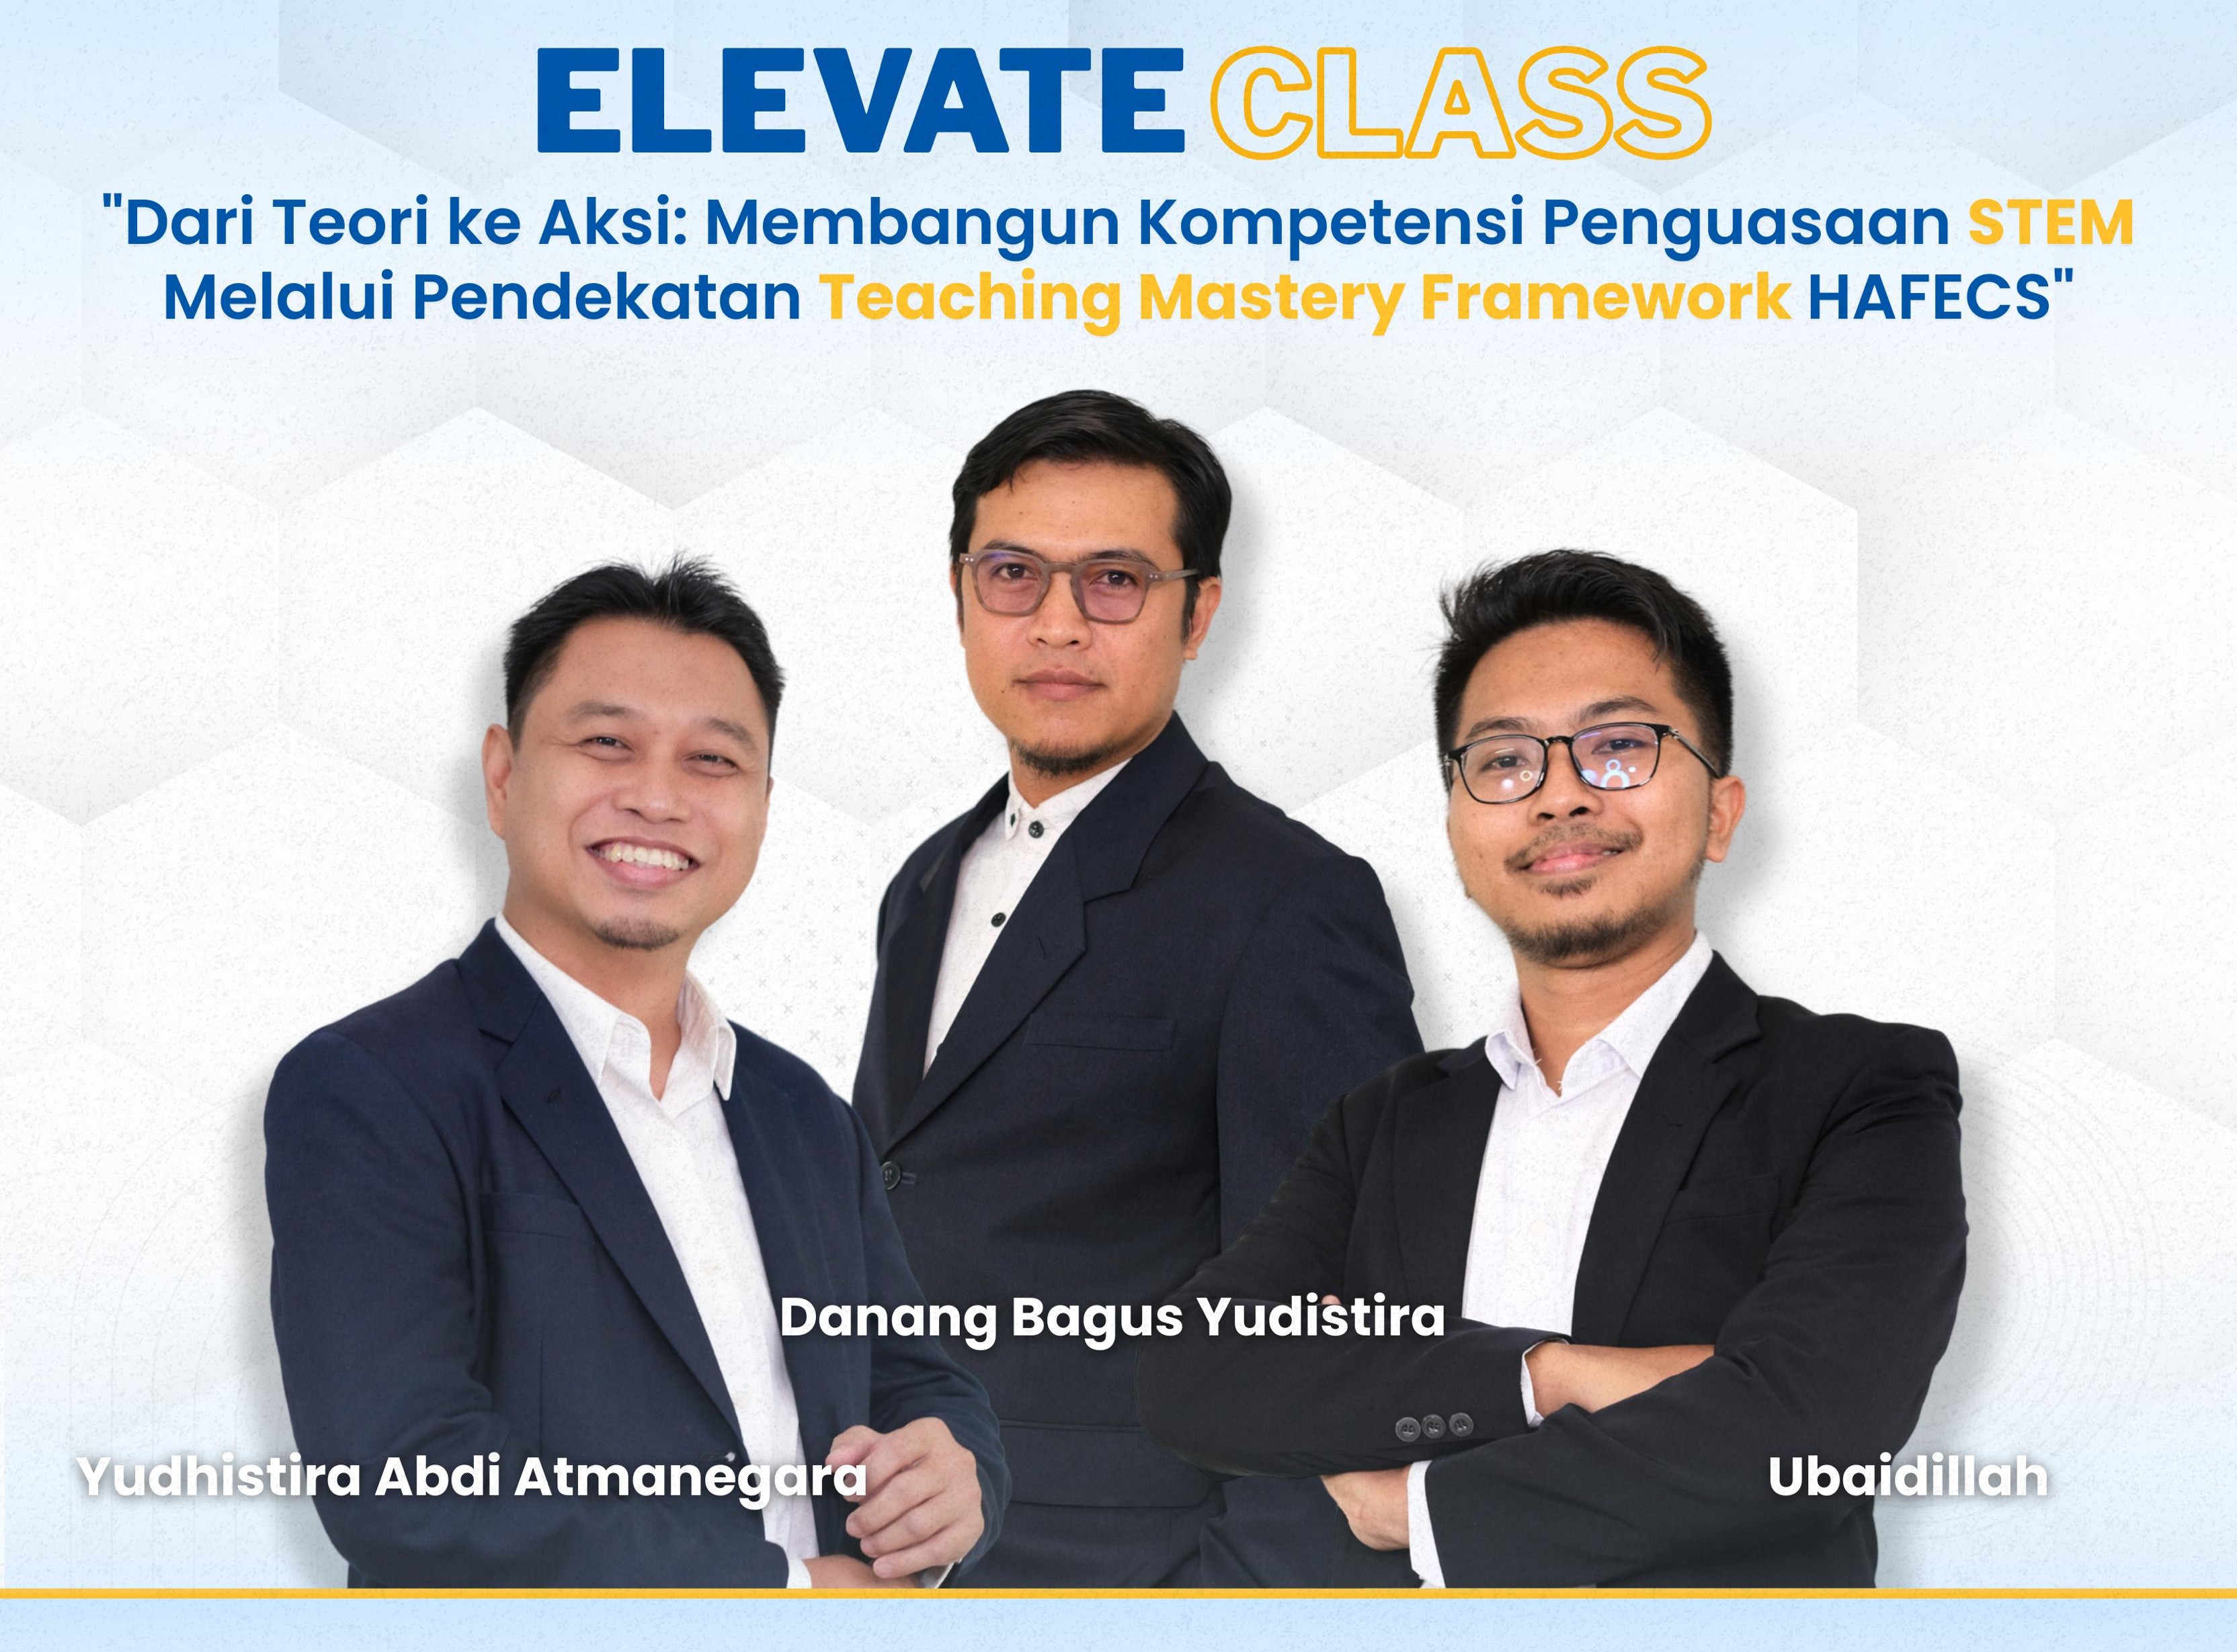 ELEVATE CLASS
"Dari Teori ke Aksi: Membangun Kompetensi Penguasaan STEM
Melalui Pendekatan Teaching Mastery Framework HAFECS"
Danang Bagus Yudistira
Yudhistira Abdi Atmanegara
Ubaidillah